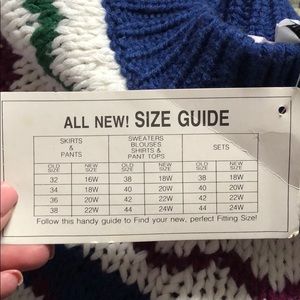 ALL NEW! SIZE GUIDE
SKIRTS & PANTS
SWEATERS BLOUSES SHIRTS & PANT TOPS
SETS
OLD SIZE NEW SIZE OLD SIZE NEW SIZE OLD SIZE NEW SIZE
32 16W 38 18W 38 18W
34 18W 40 20W 40 20W
36 20W 42 22W 42 22W
38 22W 44 24W 44 24W
Follow this handy guide to Find your new, perfect Fitting Size!